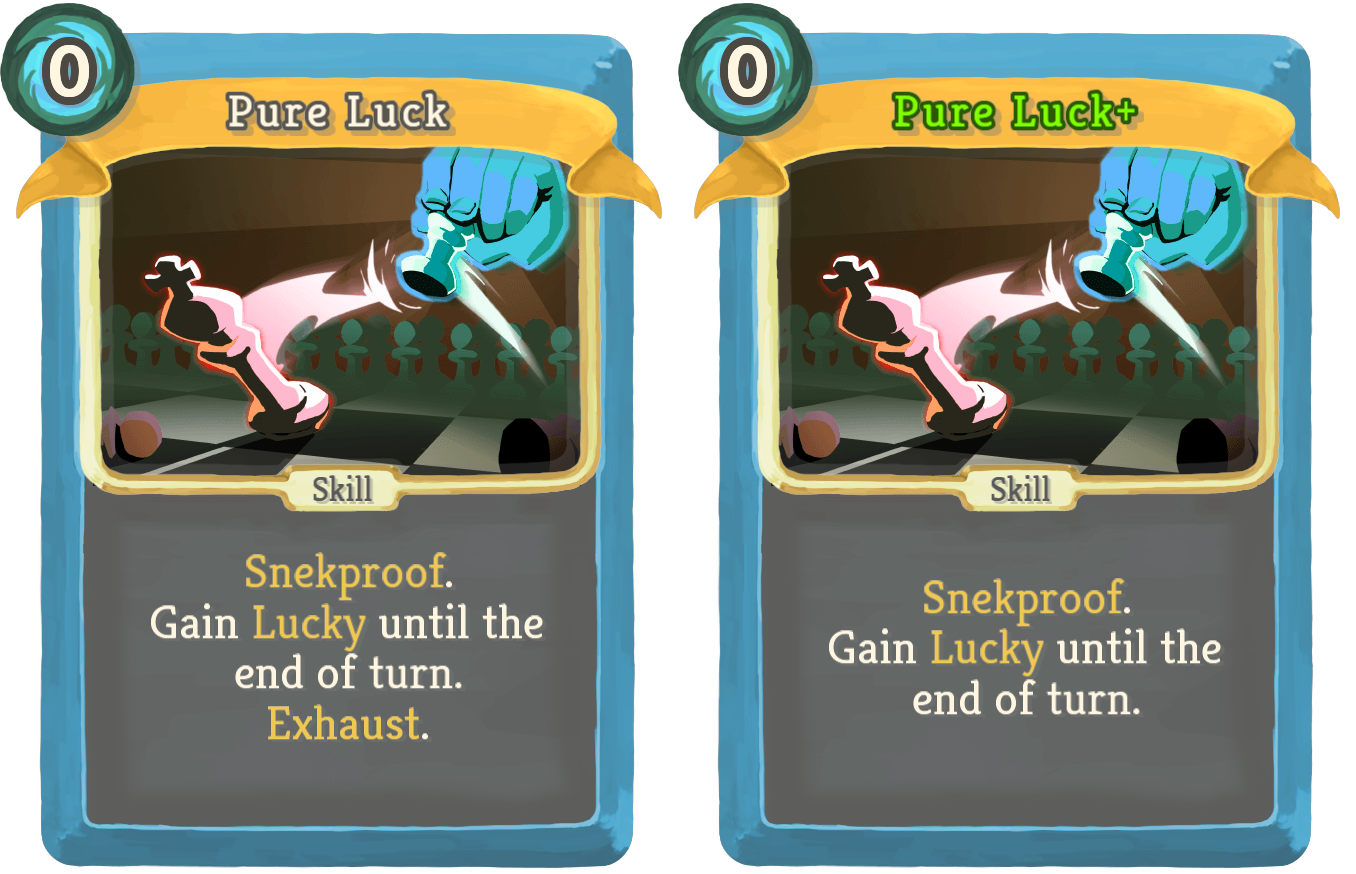 0
Pure Luck
Skill
Snekproof.
Gain Lucky until the
end of turn.
Exhaust.
0
Pure Luck+
Skill
Snekproof.
Gain Lucky until the
end of turn.